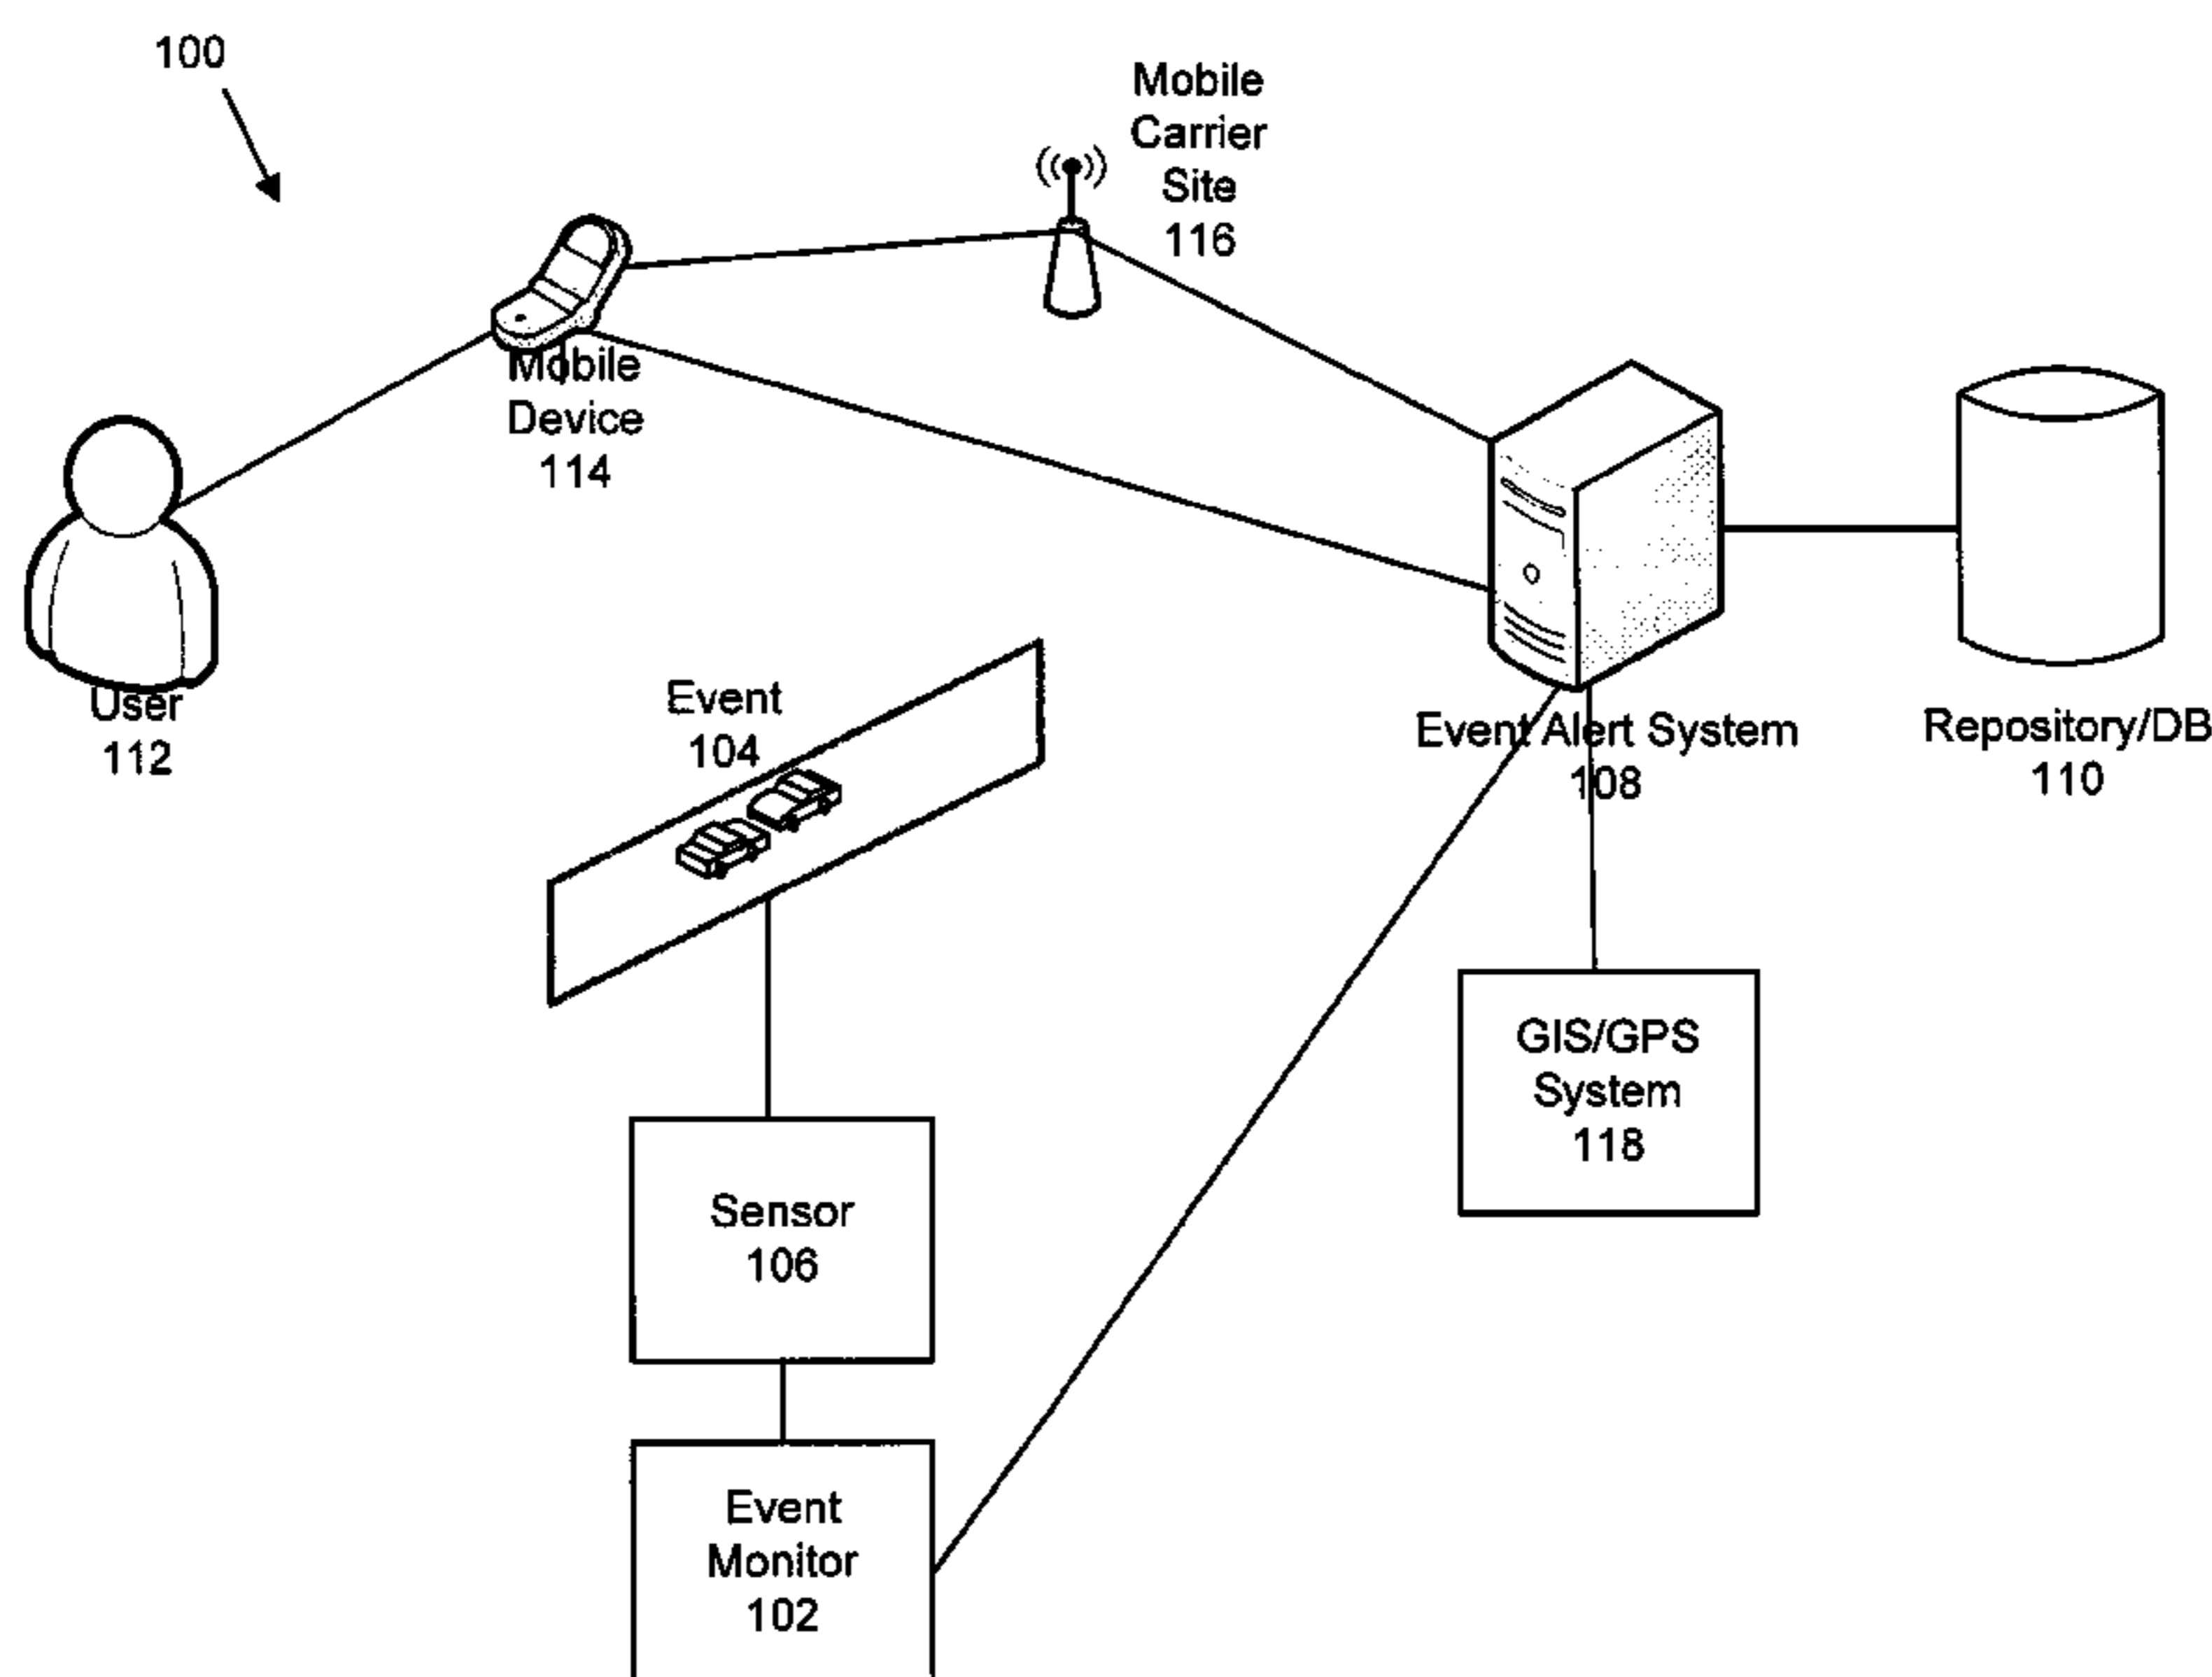 100
Mobile
Carrier
Site
116
Mobile
Device
114
User
112
Event
104
Event Alert System
108
Repository/DB
110
GIS/GPS
System
118
Sensor
106
Event
Monitor
102